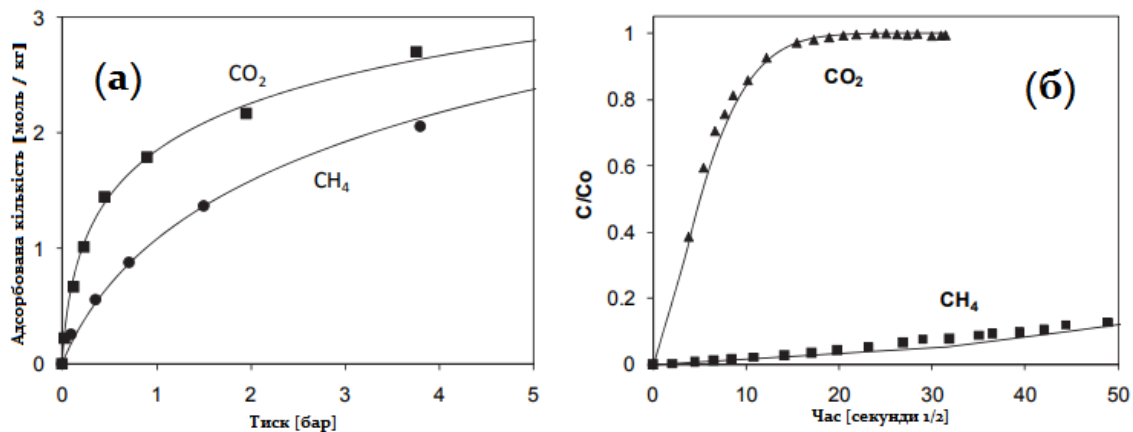 Адсорбована кількість [моль / кг]
3
2
1
0
(а)
CO₂
CH₄
0 1 2 3 4 5
Тиск [бар]
C/Co
1
0.8
0.6
0.4
0.2
0
(б)
CO₂
CH₄
0 10 20 30 40 50
Час [секунди 1/2]